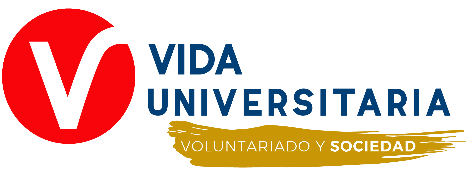 V
VIDA
UNIVERSITARIA
VOLUNTARIADO Y SOCIEDAD